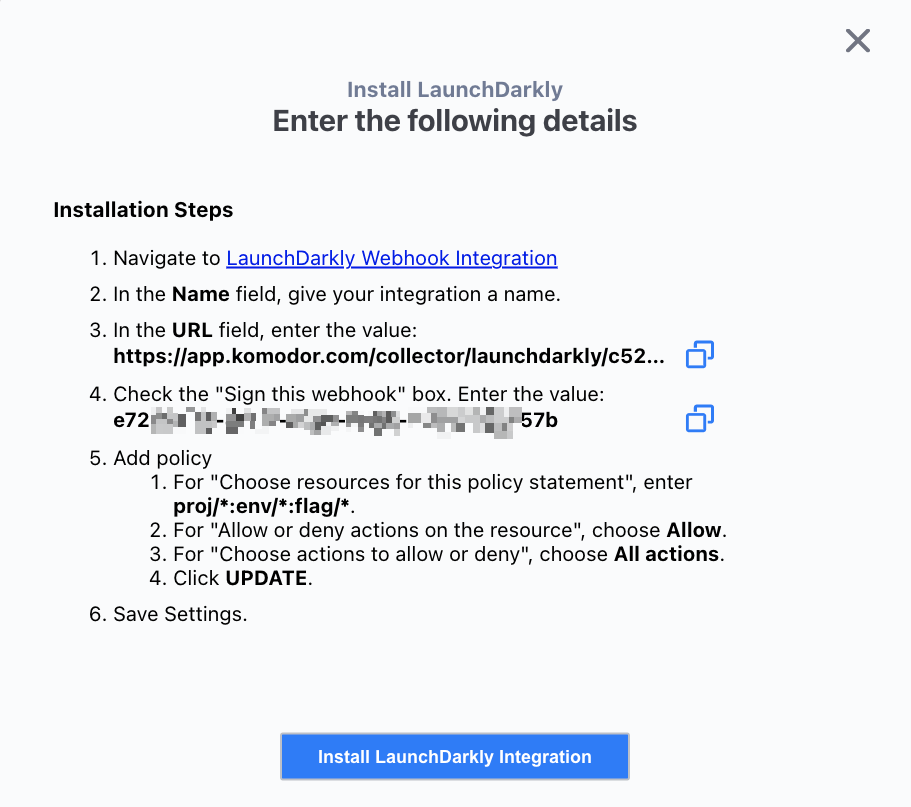 Install LaunchDarkly
Enter the following details
Installation Steps
1. Navigate to LaunchDarkly Webhook Integration
2. In the Name field, give your integration a name.
3. In the URL field, enter the value:
https://app.komodor.com/collector/launchdarkly/c52...
4. Check the "Sign this webhook" box. Enter the value:
e72 - - - - 57b
5. Add policy
1. For "Choose resources for this policy statement", enter
proj/*:env/*:flag/*.
2. For "Allow or deny actions on the resource", choose Allow.
3. For "Choose actions to allow or deny", choose All actions.
4. Click UPDATE.
6. Save Settings.
Install LaunchDarkly Integration